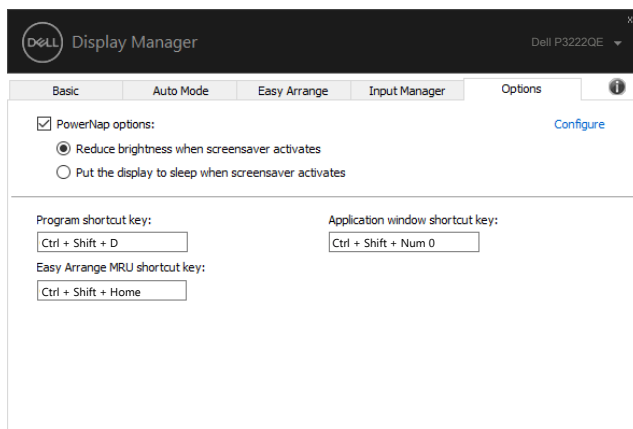 DELL Display Manager
Dell P3222QE
Basic Auto Mode Easy Arrange Input Manager Options
PowerNap options: Configure
Reduce brightness when screensaver activates
Put the display to sleep when screensaver activates
Program shortcut key: Application window shortcut key:
Ctrl + Shift + D Ctrl + Shift + Num 0
Easy Arrange MRU shortcut key:
Ctrl + Shift + Home